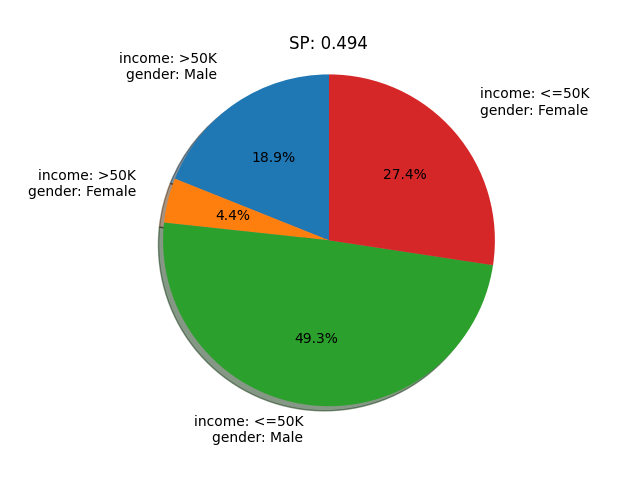 SP: 0.494
income: >50K
gender: Male
income: <=50K
gender: Female
18.9%
27.4%
income: >50K
gender: Female
4.4%
49.3%
income: <=50K
gender: Male